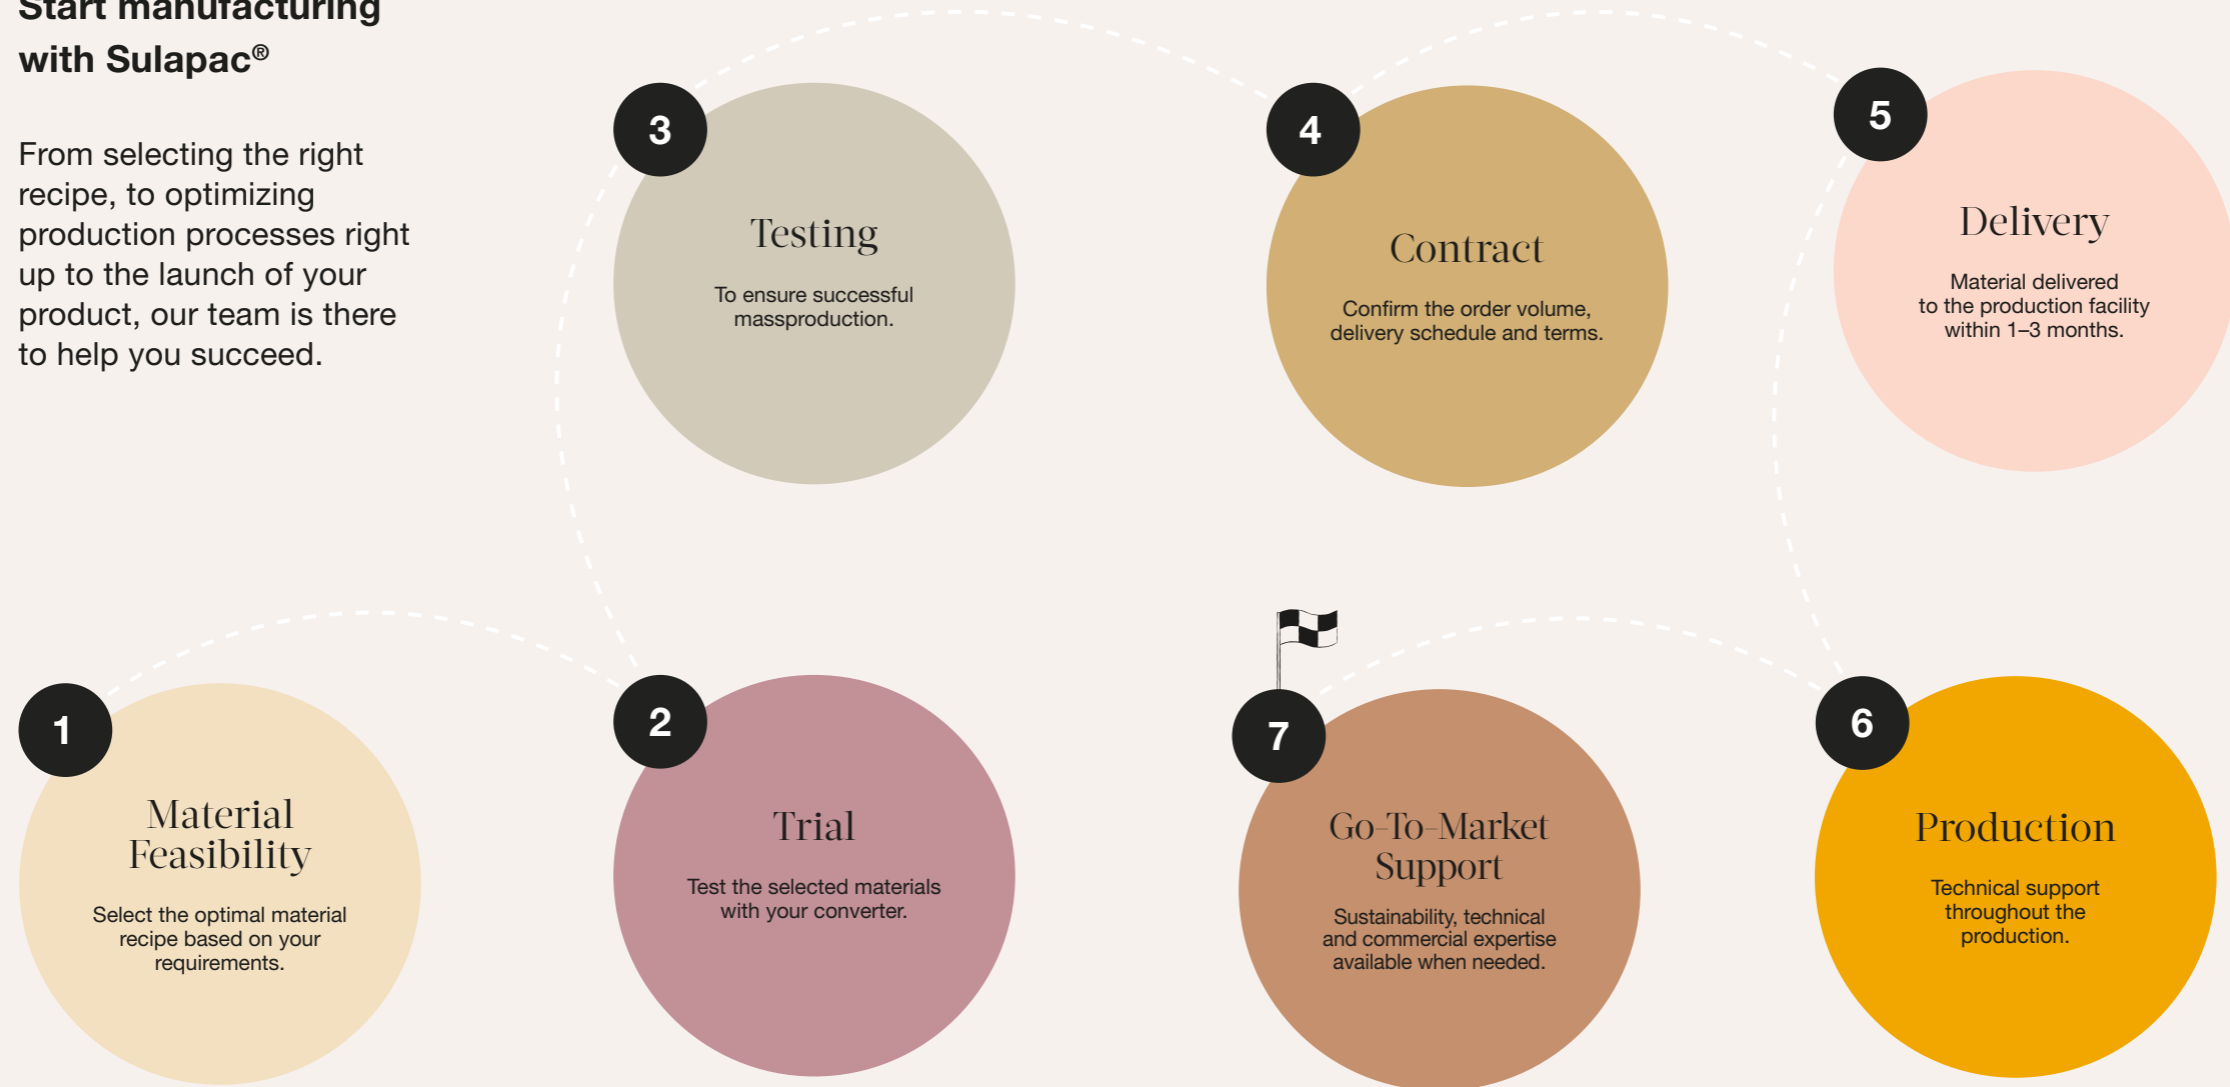 Start manufacturing
with Sulapac®
From selecting the right
recipe, to optimizing
production processes right
up to the launch of your
product, our team is there
to help you succeed.
1
Material
Feasibility
Select the optimal material
recipe based on your
requirements.
2
Trial
Test the selected materials
with your converter.
3
Testing
To ensure successful
massproduction.
4
Contract
Confirm the order volume,
delivery schedule and terms.
5
Delivery
Material delivered
to the production facility
within 1–3 months.
6
Production
Technical support
throughout the
production.
7
Go-To-Market
Support
Sustainability, technical
and commercial expertise
available when needed.